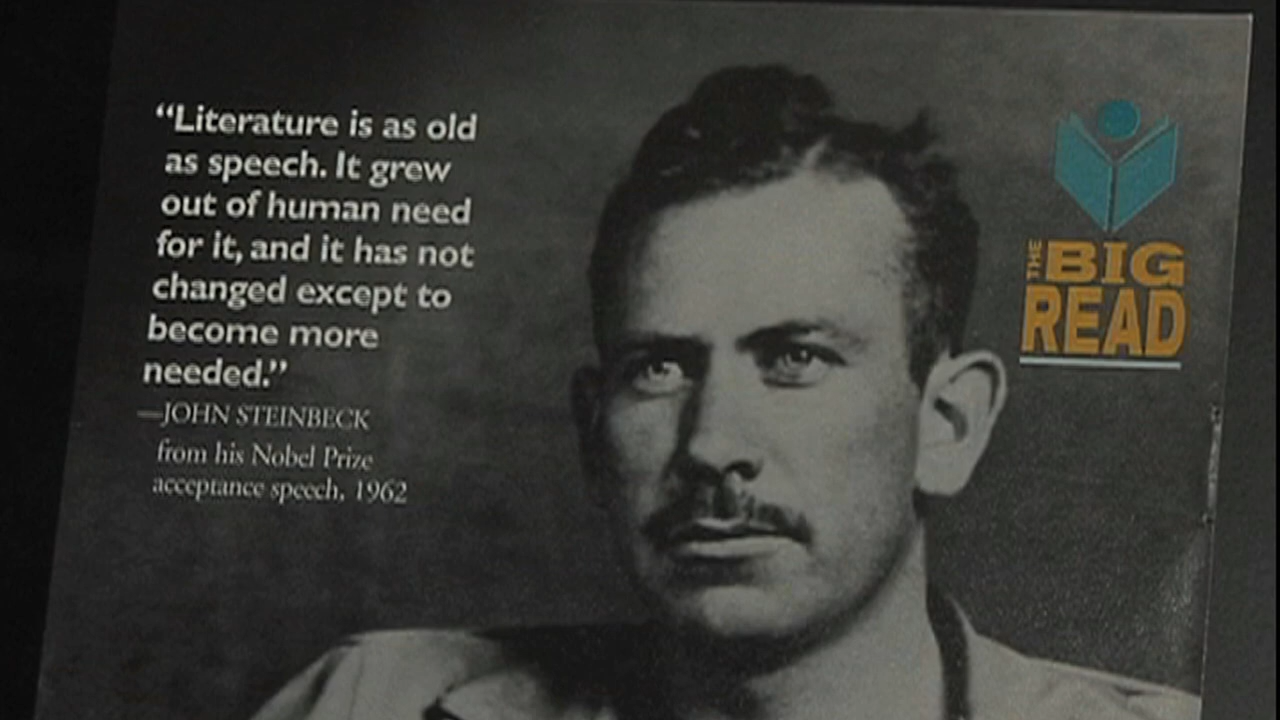 “Literature is as old
as speech. It grew
out of human need
for it, and it has not
changed except to
become more
needed.”
—JOHN STEINBECK
from his Nobel Prize
acceptance speech, 1962
THE BIG
READ